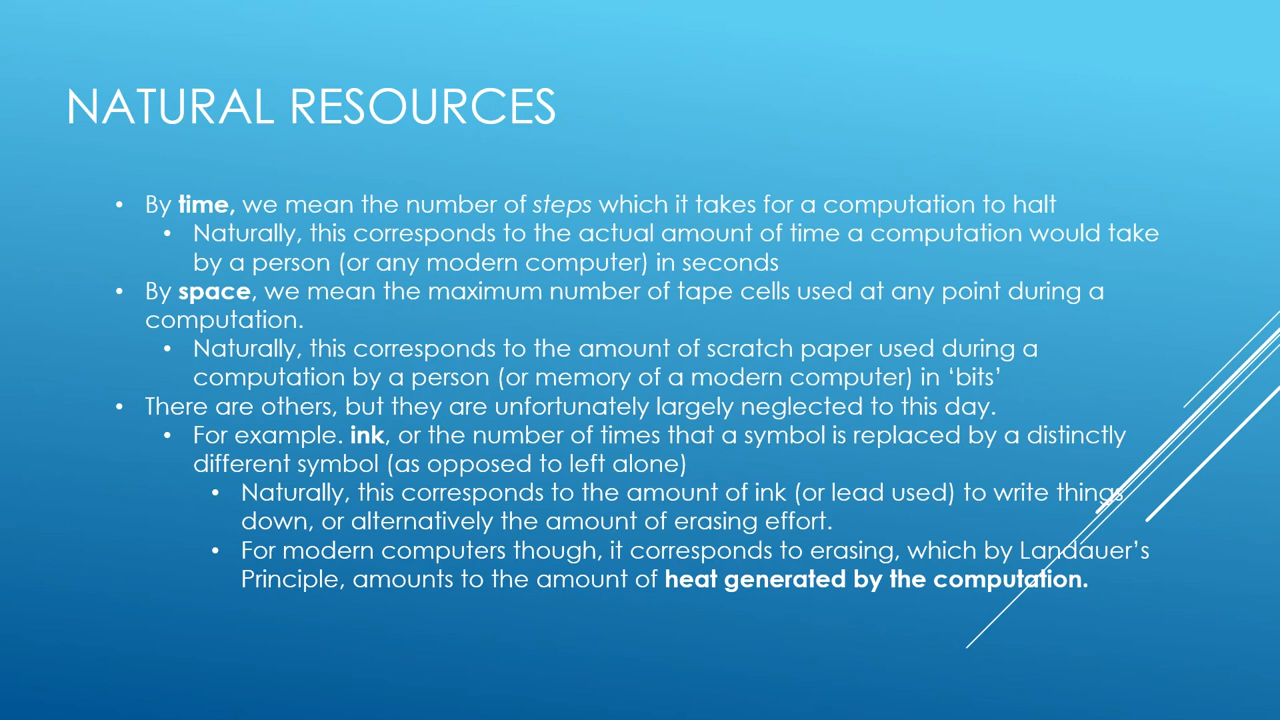 NATURAL RESOURCES
• By time, we mean the number of steps which it takes for a computation to halt
• Naturally, this corresponds to the actual amount of time a computation would take
by a person (or any modern computer) in seconds
• By space, we mean the maximum number of tape cells used at any point during a
computation.
• Naturally, this corresponds to the amount of scratch paper used during a
computation by a person (or memory of a modern computer) in ‘bits’
• There are others, but they are unfortunately largely neglected to this day.
• For example. ink, or the number of times that a symbol is replaced by a distinctly
different symbol (as opposed to left alone)
• Naturally, this corresponds to the amount of ink (or lead used) to write things
down, or alternatively the amount of erasing effort.
• For modern computers though, it corresponds to erasing, which by Landauer’s
Principle, amounts to the amount of heat generated by the computation.